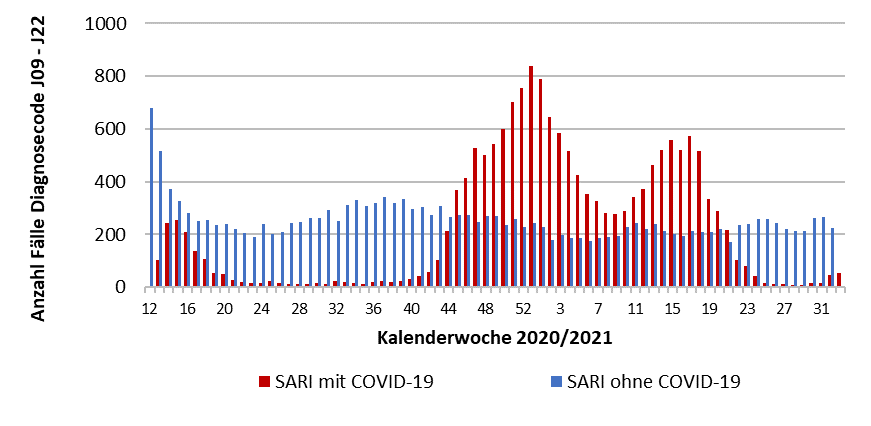 Anzahl Fälle Diagnosecode J09 - J22
1000
800
600
400
200
0
12 16 20 24 28 32 36 40 44 48 52 3 7 11 15 19 23 27 31
Kalenderwoche 2020/2021
SARI mit COVID-19 SARI ohne COVID-19